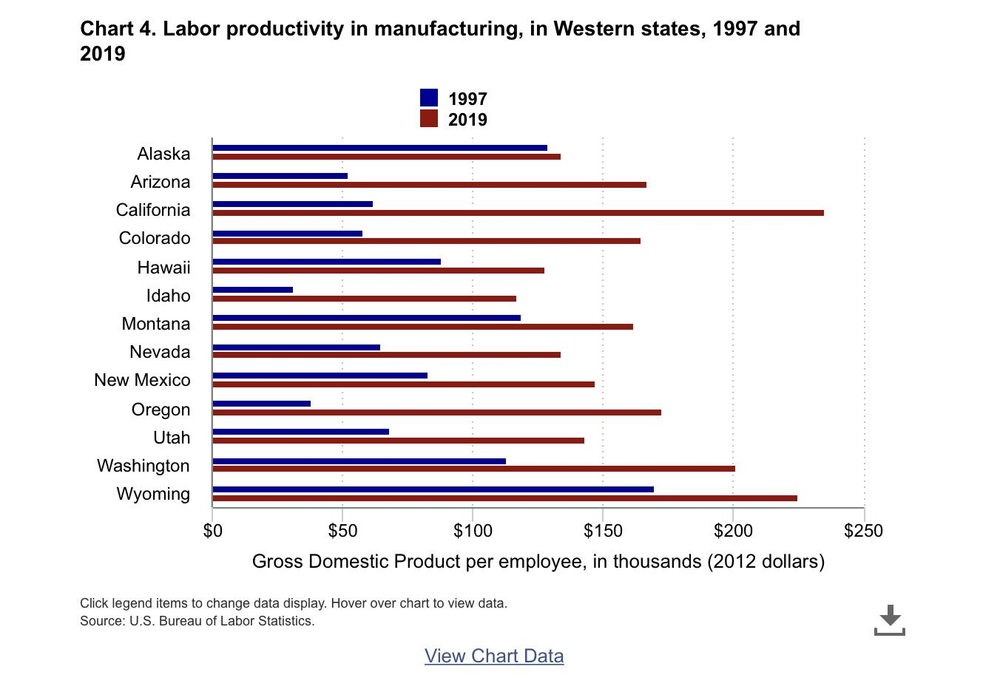 Chart 4. Labor productivity in manufacturing, in Western states, 1997 and
2019
1997
2019
Alaska
Arizona
California
Colorado
Hawaii
Idaho
Montana
Nevada
New Mexico
Oregon
Utah
Washington
Wyoming
$0 $50 $100 $150 $200 $250
Gross Domestic Product per employee, in thousands (2012 dollars)
Click legend items to change data display. Hover over chart to view data.
Source: U.S. Bureau of Labor Statistics.
View Chart Data